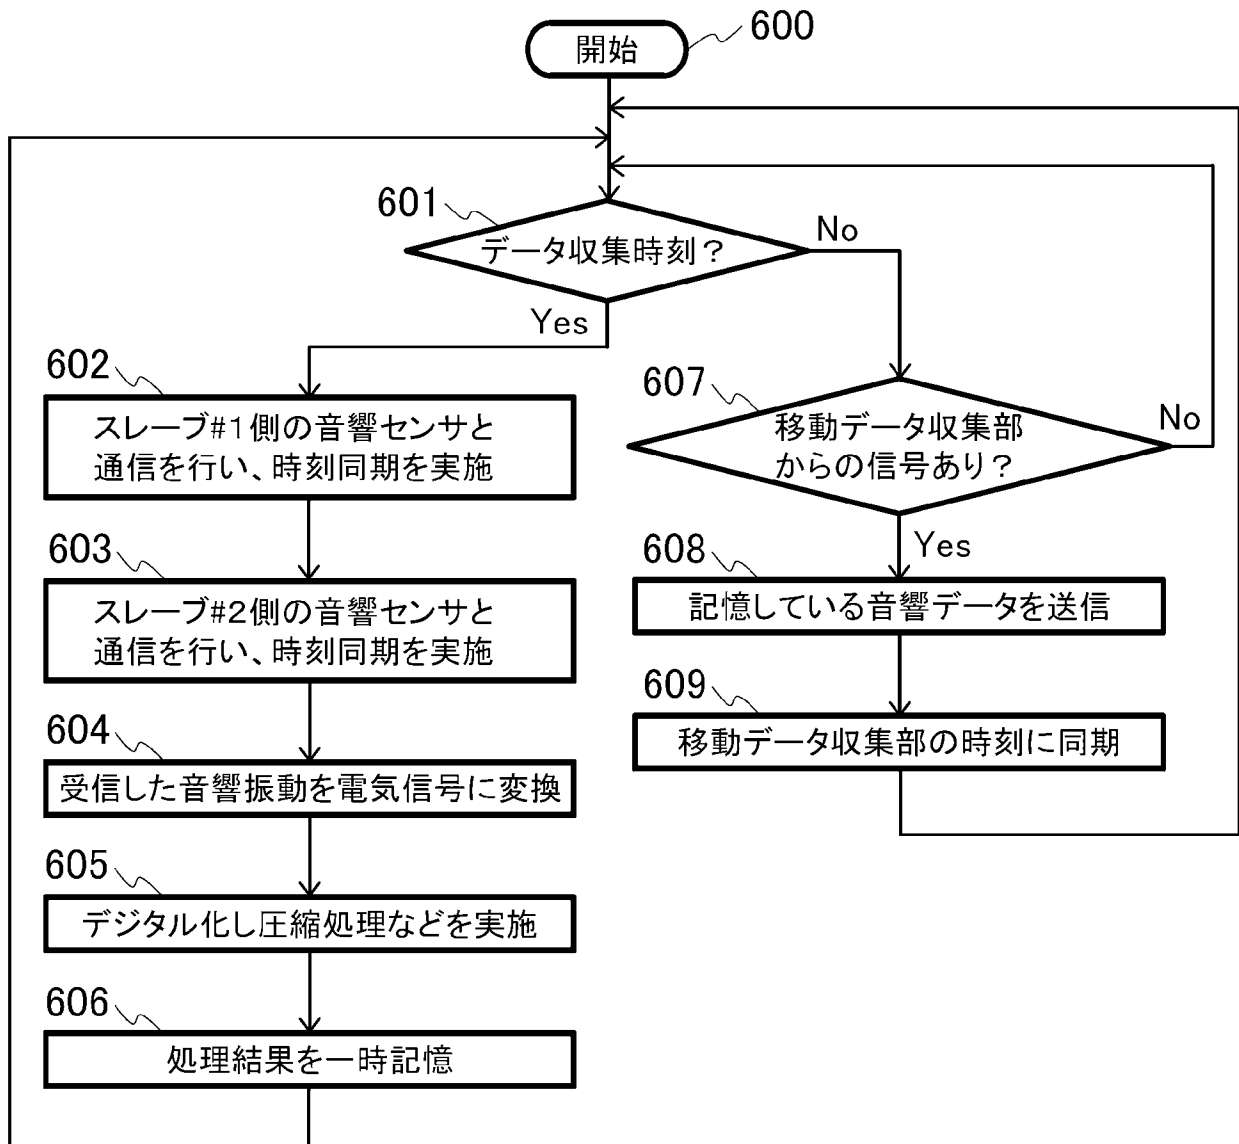 600
開始
601
データ収集時刻？
No
Yes
602
スレーブ#1側の音響センサと
通信を行い、時刻同期を実施
603
スレーブ#2側の音響センサと
通信を行い、時刻同期を実施
604
受信した音響振動を電気信号に変換
605
デジタル化し圧縮処理などを実施
606
処理結果を一時記憶
607
移動データ収集部
からの信号あり？
No
Yes
608
記憶している音響データを送信
609
移動データ収集部の時刻に同期